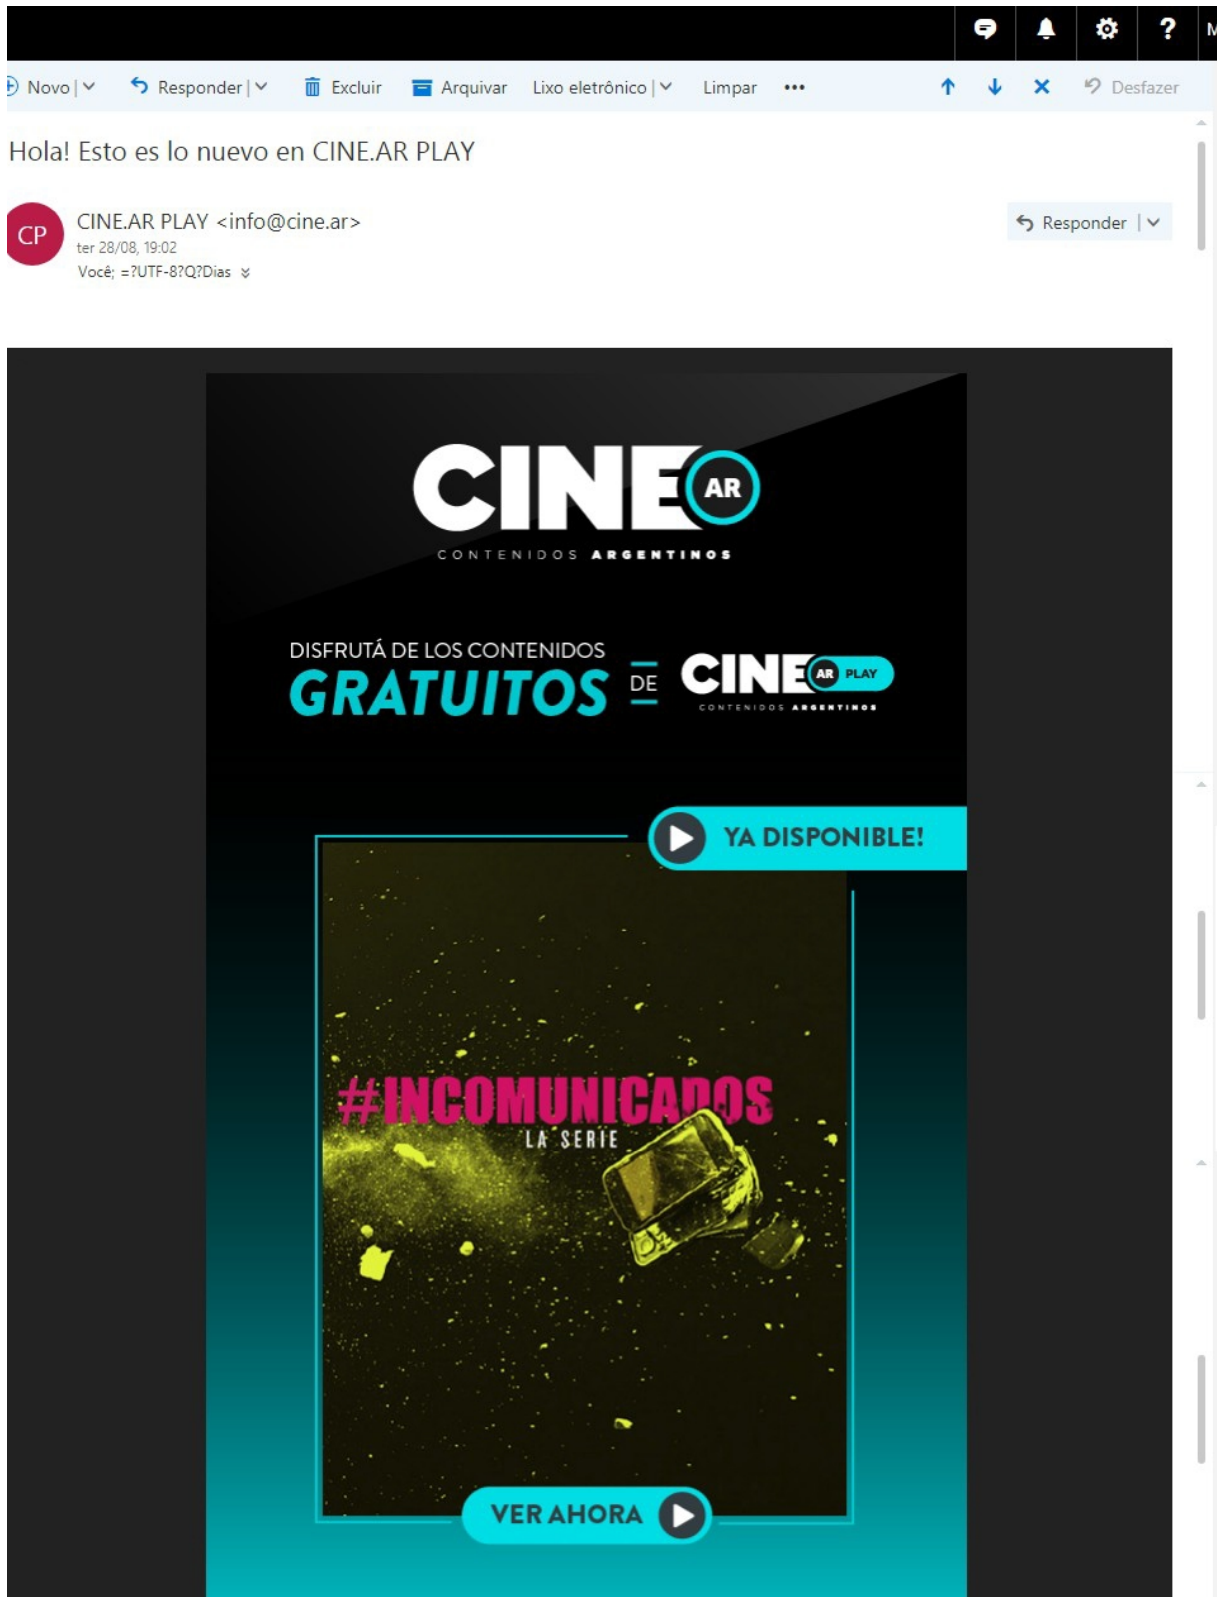 M
Novo
Responder
Excluir
Arquivar
Lixo eletrônico
Limpar
Desfazer
Hola! Esto es lo nuevo en CINE.AR PLAY
CP
CINE.AR PLAY <info@cine.ar>
Responder
ter 28/08, 19:02
Você; =?UTF-8?Q?Dias
CINE AR
CONTENIDOS ARGENTINOS
DISFRUTÁ DE LOS CONTENIDOS
GRATUITOS
DE
CINE AR PLAY
CONTENIDOS ARGENTINOS
YA DISPONIBLE!
#INCOMUNICADOS
LA SERIE
VER AHORA